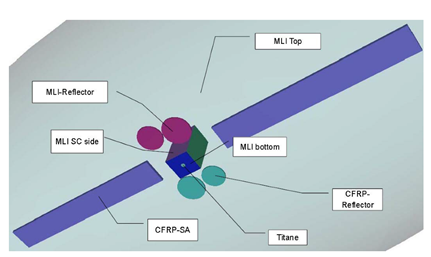 MLI Top
MLI-Reflector
MLI SC side
MLI bottom
CFRP-
Reflector
CFRP-SA
Titane